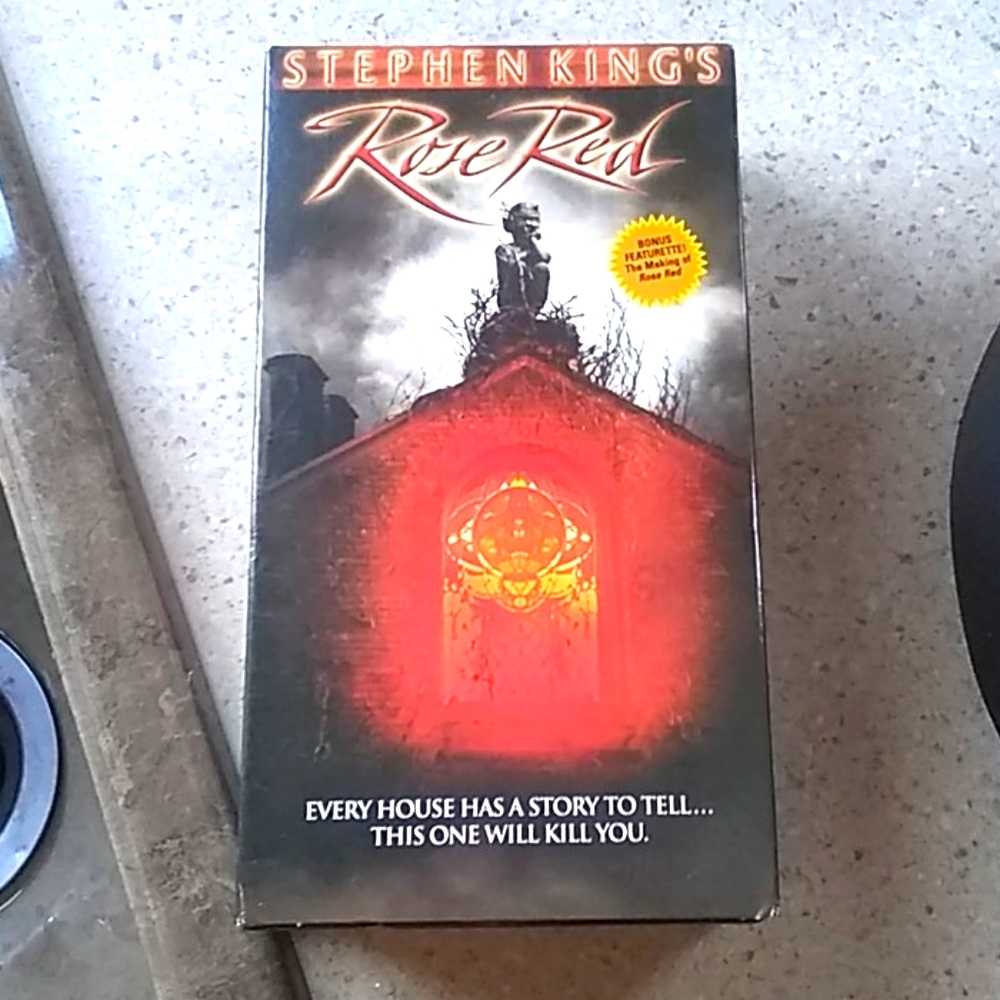 STEPHEN KING'S
Rose Red
BONUS
FEATURETTE!
The Making of
Rose Red
EVERY HOUSE HAS A STORY TO TELL...
THIS ONE WILL KILL YOU.